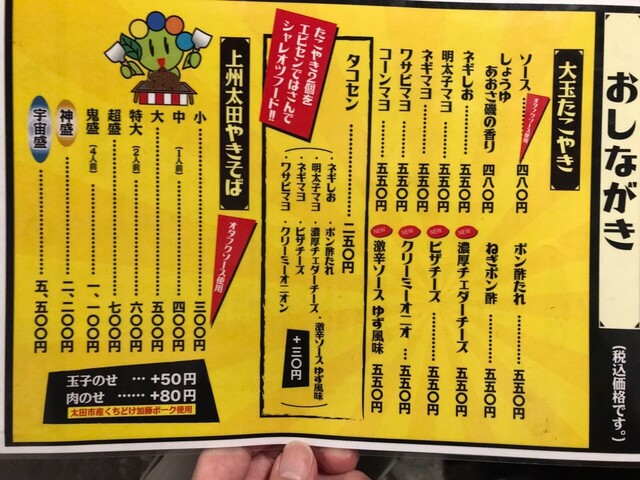 おしながき
(税込価格です。)
大玉たこやき
ソース 四八〇円
オタフクソース使用
しょうゆ
あおさ磯の香り 四八〇円
ネギしお 五五〇円
明太子マヨ 五五〇円
ネギマヨ 五五〇円
ワサビマヨ 五五〇円
コーンマヨ 五五〇円
ポン酢だれ 五五〇円
ねぎポン酢 五五〇円
NEW 濃厚チェダーチーズ 五五〇円
NEW ピザチーズ 五五〇円
NEW クリーミーオニオ 五五〇円
NEW 激辛ソースゆず風味 五五〇円
たこやき2個を
エビセンではさんで
シャレオツフード!!
タコセン 二五〇円
・ネギしお ・ポン酢だれ ・激辛ソースゆず風味
・明太子マヨ ・濃厚チェダーチーズ
・ネギマヨ ・ピザチーズ
・ワサビマヨ ・クリーミーオニオン
+三〇円
上州太田やきそば
オタフクソース使用
小 三〇〇円
中(1人前) 四〇〇円
大 五〇〇円
特大(2人前) 六〇〇円
超盛 七〇〇円
鬼盛(4人前) 一、一〇〇円
神盛 二、二〇〇円
宇宙盛 五、五〇〇円
玉子のせ … +50円
肉のせ …… +80円
太田市産くちどけ加藤ポーク使用